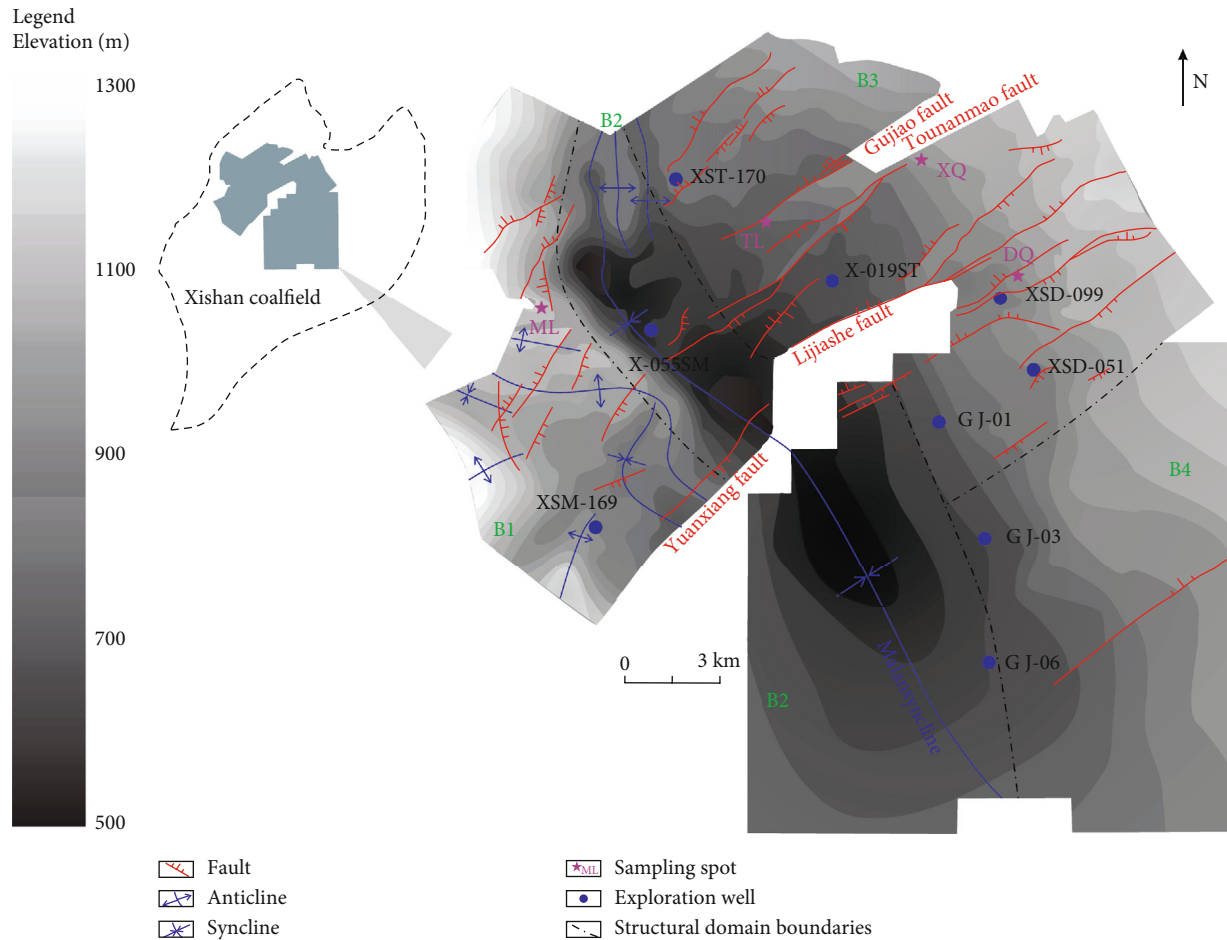 Legend
Elevation (m)
1300
1100
900
700
500
Xishan coalfield
N
B3
B2
Gujiao fault
Tounanmao fault
XST-170
XQ
TL
X-019ST
DQ
XSD-099
ML
Lijiashe fault
X-055SM
XSD-051
G J-01
B4
XSM-169
B1
Yuanxiang fault
G J-03
0 3 km
G J-06
B2
Malansyncline
Fault
Anticline
Syncline
ML
Sampling spot
Exploration well
Structural domain boundaries